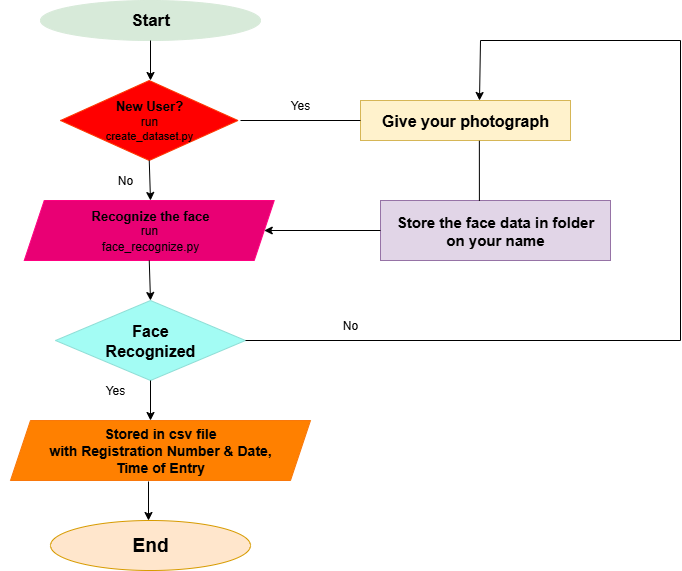 Start
New User?
run
create_dataset.py
Yes
Give your photograph
No
Recognize the face
run
face_recognize.py
Store the face data in folder
on your name
Face
Recognized
No
Yes
Stored in csv file
with Registration Number & Date,
Time of Entry
End